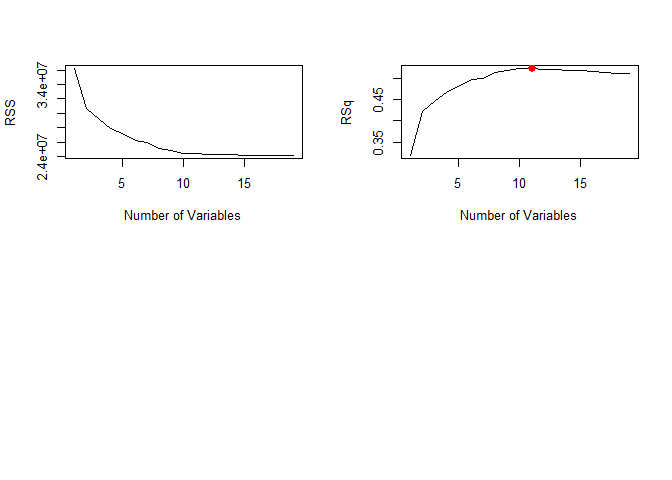 RSS
2.4e+07
3.4e+07
5
10
15
Number of Variables
RSq
0.35
0.45
5
10
15
Number of Variables